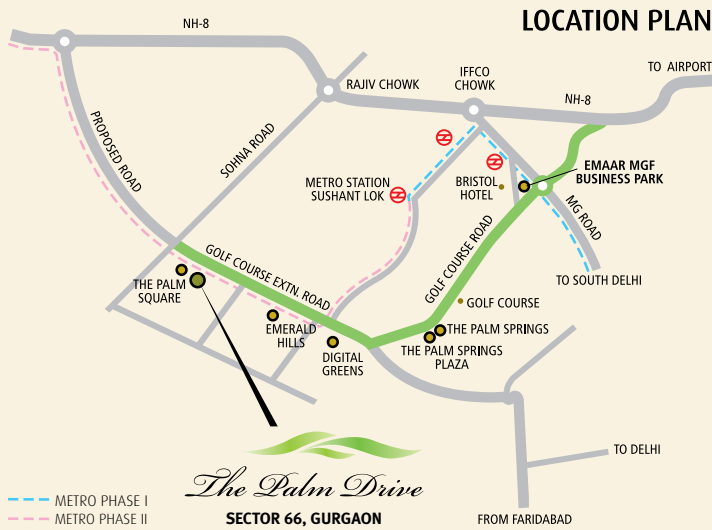 LOCATION PLAN
NH-8
TO AIRPORT
IFFCO
CHOWK
RAJIV CHOWK
NH-8
PROPOSED ROAD
SOHNA ROAD
METRO STATION
SUSHANT LOK
BRISTOL
HOTEL
EMAAR MGF
BUSINESS PARK
MG ROAD
TO SOUTH DELHI
GOLF COURSE ROAD
GOLF COURSE EXTN. ROAD
THE PALM
SQUARE
GOLF COURSE
EMERALD
HILLS
THE PALM SPRINGS
DIGITAL
GREENS
THE PALM SPRINGS
PLAZA
TO DELHI
The Palm Drive
SECTOR 66, GURGAON
FROM FARIDABAD
METRO PHASE I
METRO PHASE II